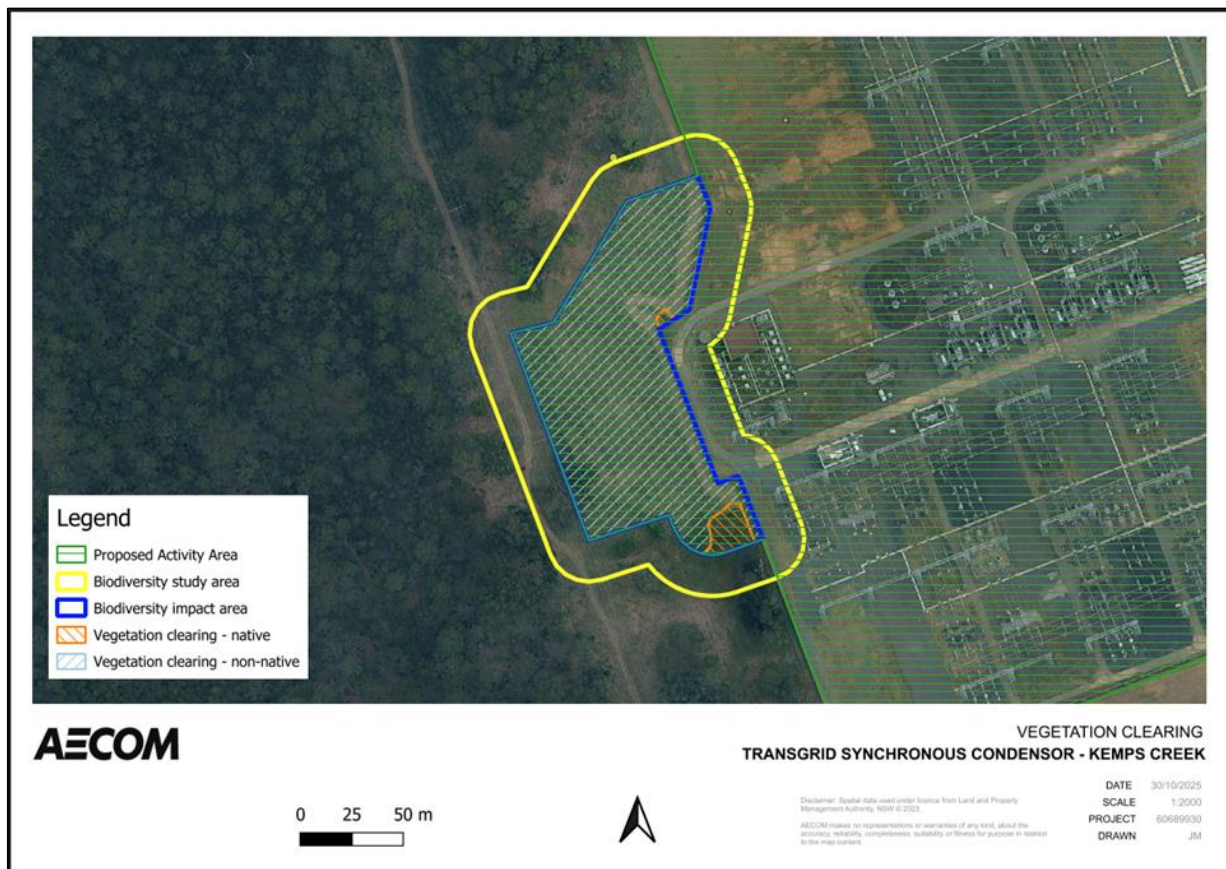 Legend
Proposed Activity Area
Biodiversity study area
Biodiversity impact area
Vegetation clearing - native
Vegetation clearing - non-native
AECOM
0 25 50 m
VEGETATION CLEARING
TRANSGRID SYNCHRONOUS CONDENSOR - KEMPS CREEK
Disclaimer: Spatial data used under licence from Land and Property
Management Authority, NSW © 2023.
AECOM makes no representations or warranties of any kind, about the
accuracy, reliability, completeness, suitability or fitness for purpose in relation
to the map content.
DATE 30/10/2025
SCALE 1:2000
PROJECT 60689930
DRAWN JM